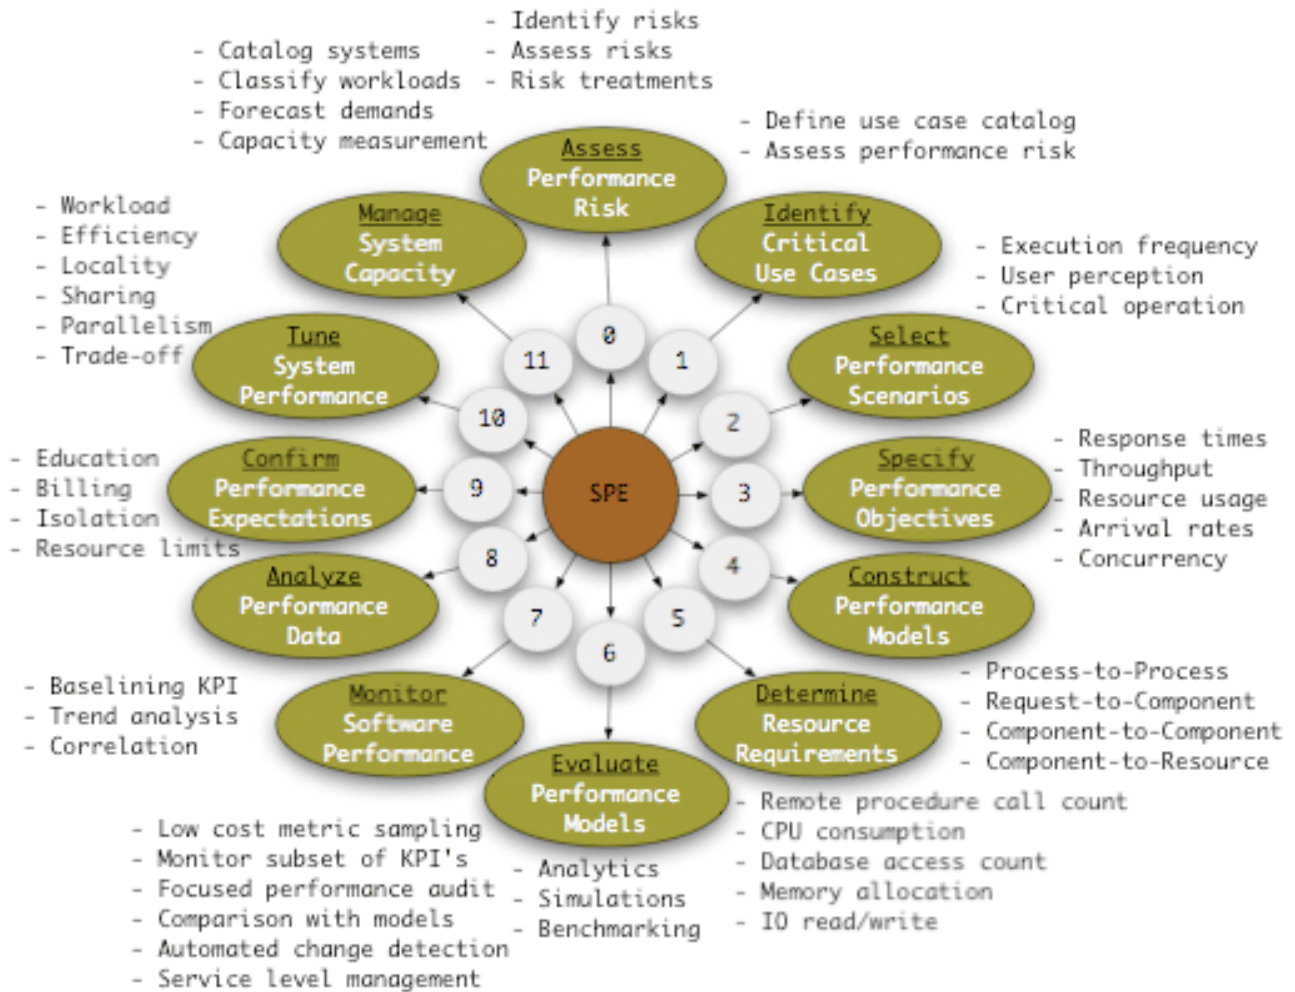 - Identify risks
- Assess risks
- Risk treatments
Assess
Performance
Risk
0
- Define use case catalog
- Assess performance risk
Identify
Critical
Use Cases
1
- Execution frequency
- User perception
- Critical operation
Select
Performance
Scenarios
2
- Response times
- Throughput
- Resource usage
- Arrival rates
- Concurrency
Specify
Performance
Objectives
3
- Process-to-Process
- Request-to-Component
- Component-to-Component
- Component-to-Resource
Construct
Performance
Models
4
- Remote procedure call count
- CPU consumption
- Database access count
- Memory allocation
- IO read/write
Determine
Resource
Requirements
5
- Analytics
- Simulations
- Benchmarking
Evaluate
Performance
Models
6
- Low cost metric sampling
- Monitor subset of KPI's
- Focused performance audit
- Comparison with models
- Automated change detection
- Service level management
Monitor
Software
Performance
7
- Baselining KPI
- Trend analysis
- Correlation
Analyze
Performance
Data
8
- Education
- Billing
- Isolation
- Resource limits
Confirm
Performance
Expectations
9
- Workload
- Efficiency
- Locality
- Sharing
- Parallelism
- Trade-off
Tune
System
Performance
10
- Catalog systems
- Classify workloads
- Forecast demands
- Capacity measurement
Manage
System
Capacity
11
SPE